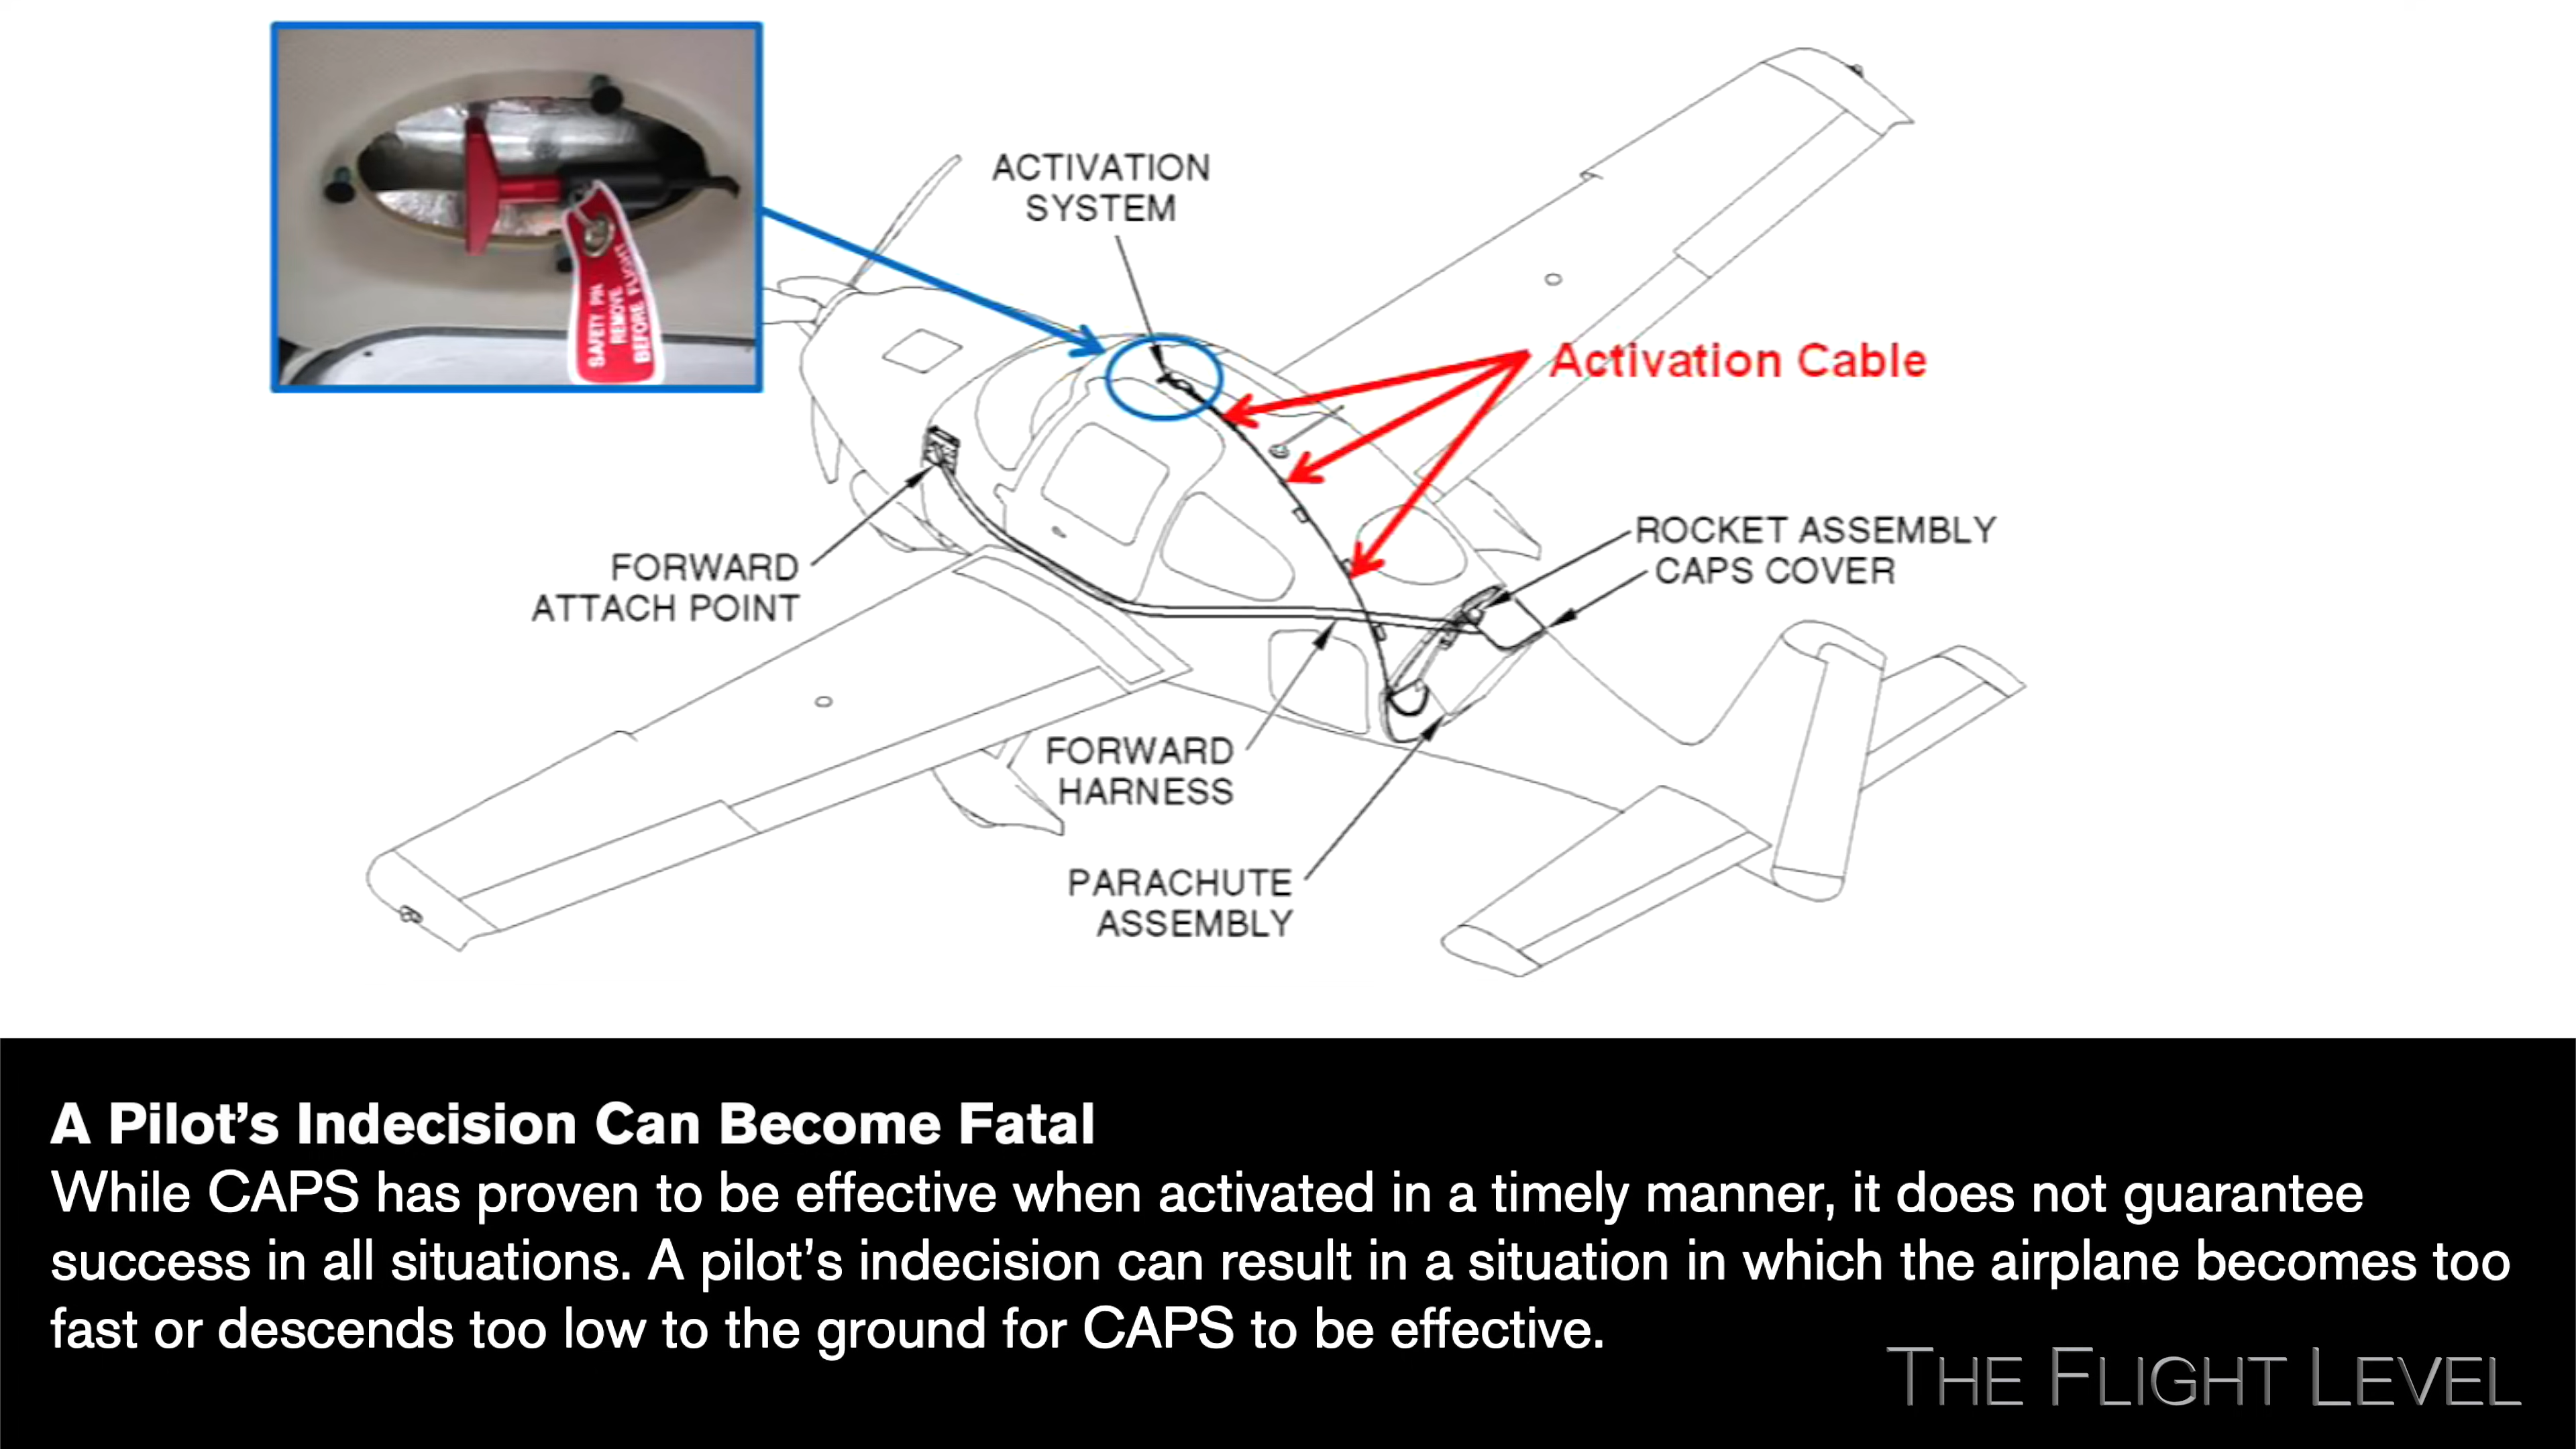 SAFETY PIN
REMOVE
BEFORE FLIGHT
ACTIVATION
SYSTEM
Activation Cable
ROCKET ASSEMBLY
CAPS COVER
FORWARD
ATTACH POINT
FORWARD
HARNESS
PARACHUTE
ASSEMBLY
A Pilot’s Indecision Can Become Fatal
While CAPS has proven to be effective when activated in a timely manner, it does not guarantee
success in all situations. A pilot’s indecision can result in a situation in which the airplane becomes too
fast or descends too low to the ground for CAPS to be effective.
THE FLIGHT LEVEL